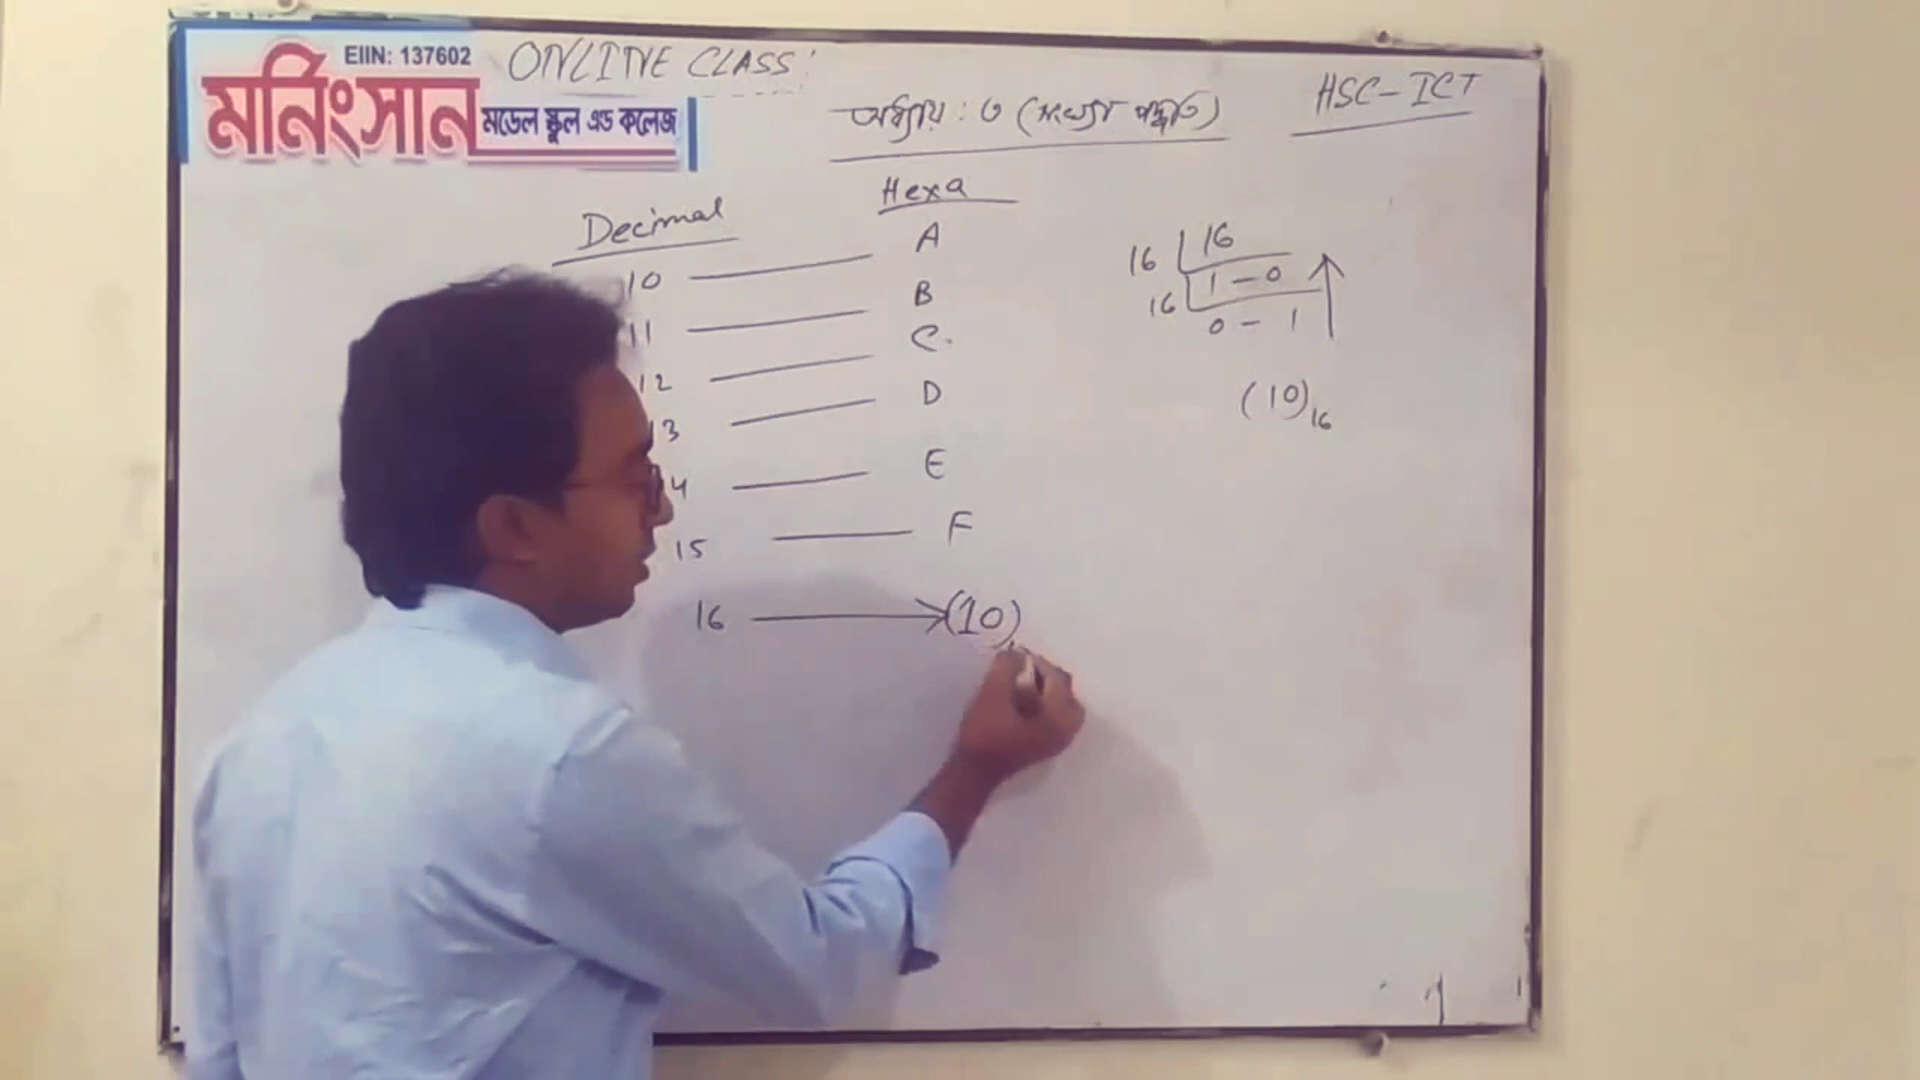 EIIN: 137602
মর্নিংসান মডেল স্কুল এন্ড কলেজ
ONLINE CLASS:
অধ্যায় : ৩ (সংখ্যা পদ্ধতি)
HSC-ICT
Decimal Hexa
10 — A
11 — B
12 — C.
13 — D
14 — E
15 — F
16 → (10)
16 | 16
16 | 1 - 0
0 - 1
(10)16